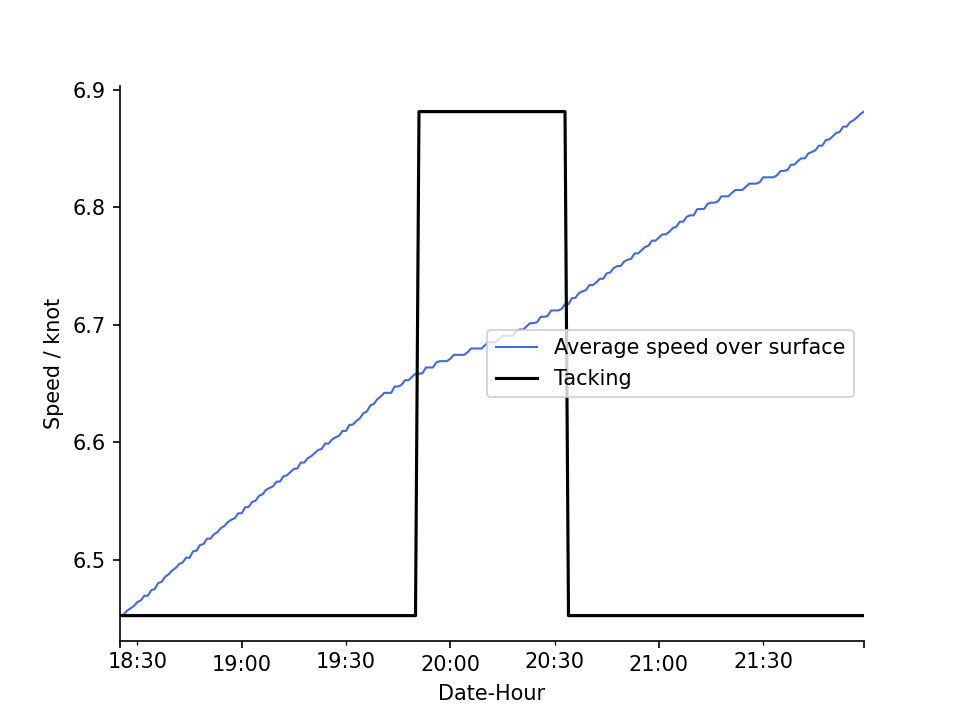 6.9
6.8
6.7
6.6
6.5
Speed / knot
Average speed over surface
Tacking
18:30 19:00 19:30 20:00 20:30 21:00 21:30
Date-Hour